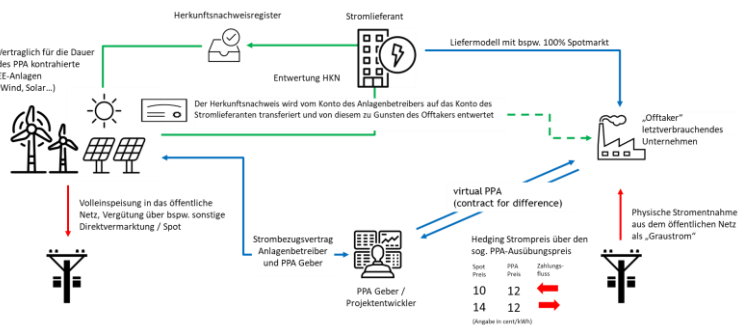 Herkunftsnachweisregister
Stromlieferant
Vertraglich für die Dauer
des PPA kontrahierte
EE-Anlagen
(Wind, Solar...)
Liefermodell mit bspw. 100% Spotmarkt
Entwertung HKN
Der Herkunftsnachweis wird vom Konto des Anlagenbetreibers auf das Konto des
Stromlieferanten transferiert und von diesem zu Gunsten des Offtakers entwertet
„Offtaker"
letztverbrauchendes
Unternehmen
virtual PPA
(contract for difference)
Volleinspeisung in das öffentliche
Netz, Vergütung über bspw. sonstige
Direktvermarktung / Spot
Strombezugsvertrag
Anlagenbetreiber
und PPA Geber
PPA Geber /
Projektentwickler
Hedging Strompreis über den
sog. PPA-Ausübungspreis
Spot PPA Zahlungs-
Preis Preis fluss
10 12
14 12
(Angabe in cent/kWh)
Physische Stromentnahme
aus dem öffentlichen Netz
als „Graustrom"